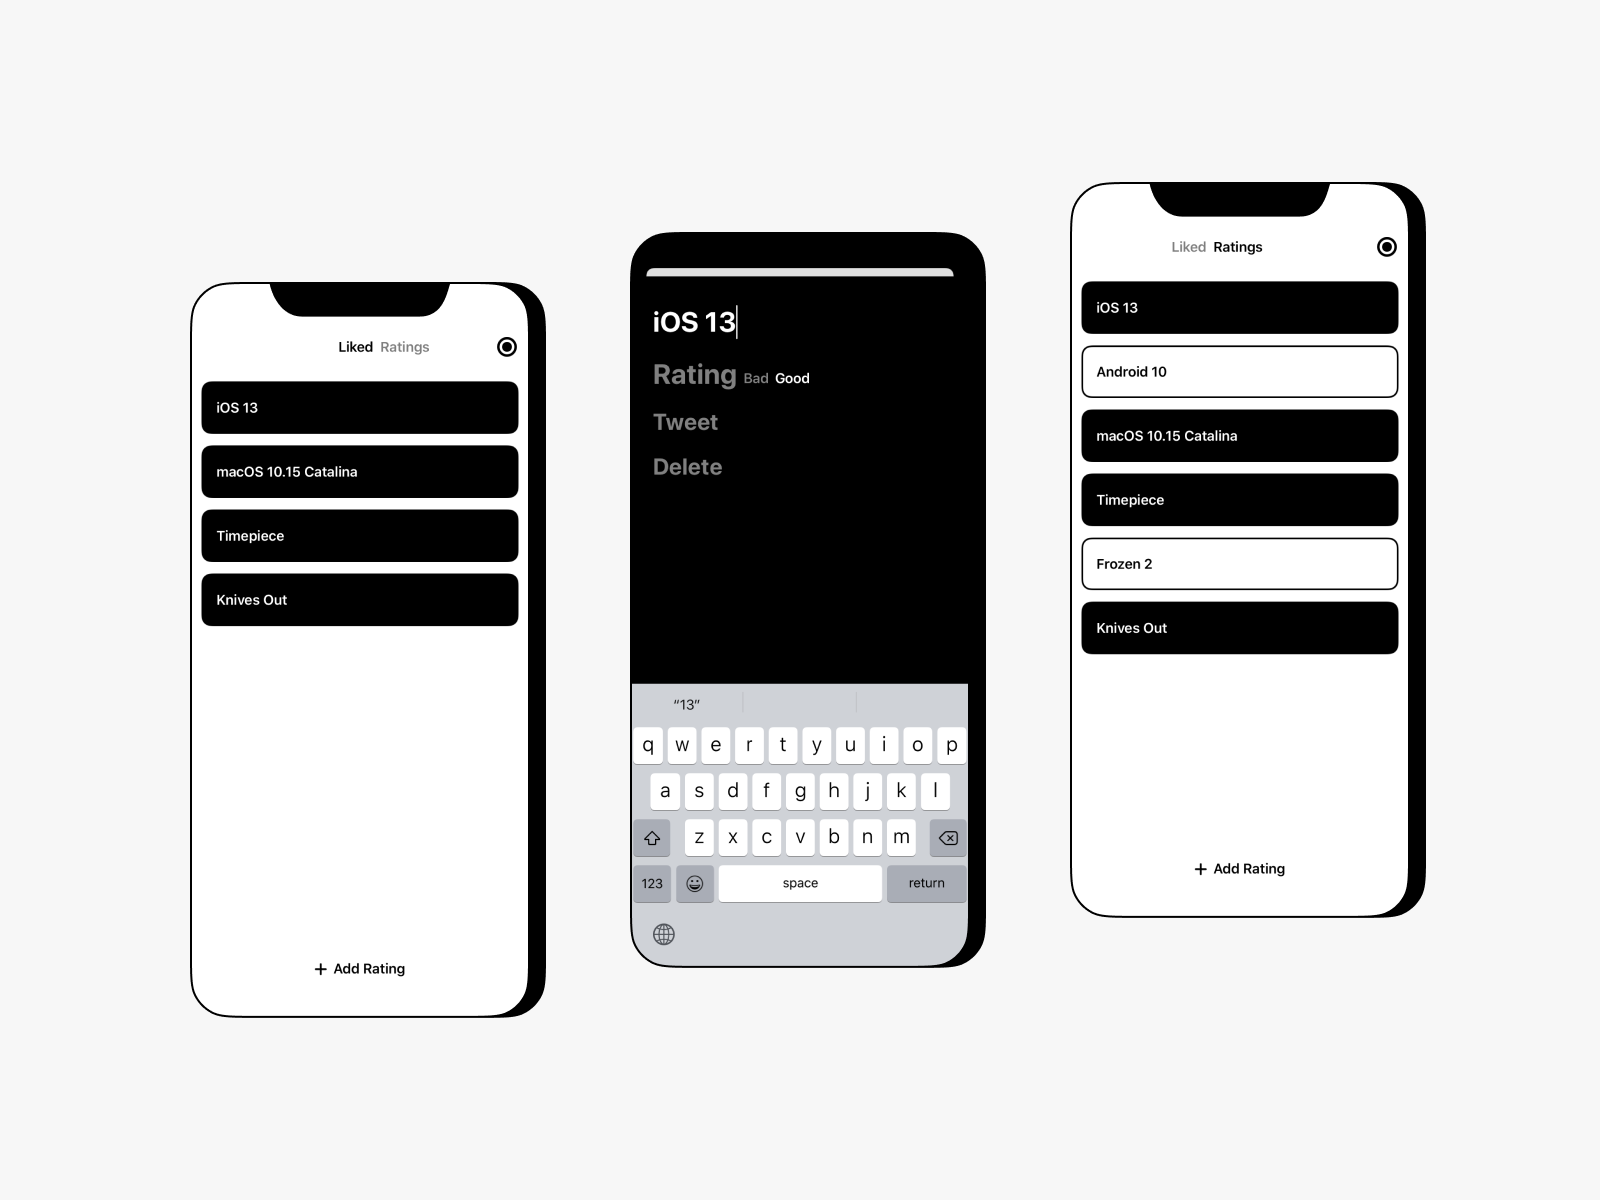 Liked Ratings
iOS 13
macOS 10.15 Catalina
Timepiece
Knives Out
+ Add Rating
iOS 13
Rating Bad Good
Tweet
Delete
“13”
q w e r t y u i o p
a s d f g h j k l
z x c v b n m
123 space return
Liked Ratings
iOS 13
Android 10
macOS 10.15 Catalina
Timepiece
Frozen 2
Knives Out
+ Add Rating